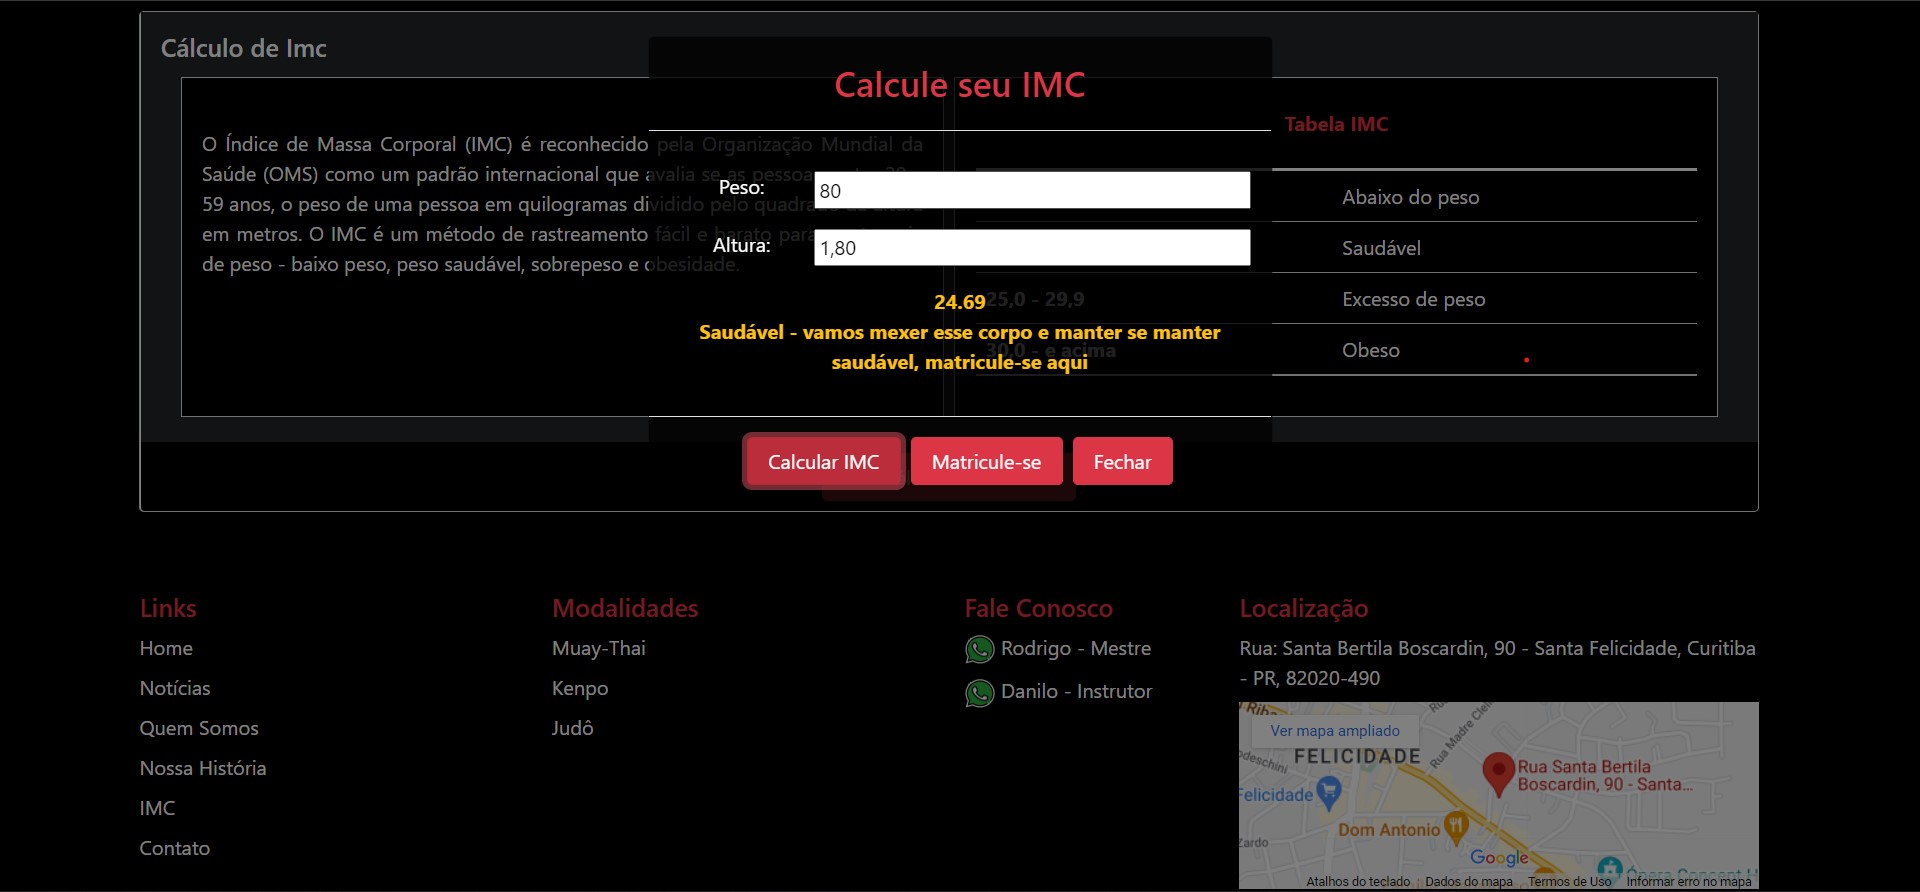 Cálculo de Imc
Calcule seu IMC
O Índice de Massa Corporal (IMC) é reconhecido pela Organização Mundial da
Saúde (OMS) como um padrão internacional que avalia se as pessoa
59 anos, o peso de uma pessoa em quilogramas dividido pelo quadrado da altura
em metros. O IMC é um método de rastreamento fácil e barato para
de peso - baixo peso, peso saudável, sobrepeso e obesidade.
Peso:
80
Altura:
1,80
24.69
Saudável - vamos mexer esse corpo e manter se manter
saudável, matricule-se aqui
Tabela IMC
Abaixo do peso
Saudável
25,0 - 29,9 Excesso de peso
30,0 - e acima Obeso
Calcular IMC Matricule-se Fechar
Links
Home
Notícias
Quem Somos
Nossa História
IMC
Contato
Modalidades
Muay-Thai
Kenpo
Judô
Fale Conosco
Rodrigo - Mestre
Danilo - Instrutor
Localização
Rua: Santa Bertila Boscardin, 90 - Santa Felicidade, Curitiba
- PR, 82020-490
Ver mapa ampliado
FELICIDADE
Rua Madre Cle
Rua Santa Bertila
Boscardin, 90 - Santa...
Felicidade
Dom Antonio
Google
Atalhos do teclado Dados do mapa Termos de Uso Informar erro no mapa